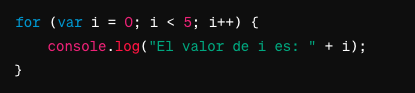 for (var i = 0; i < 5; i++) {
    console.log("El valor de i es: " + i);
}